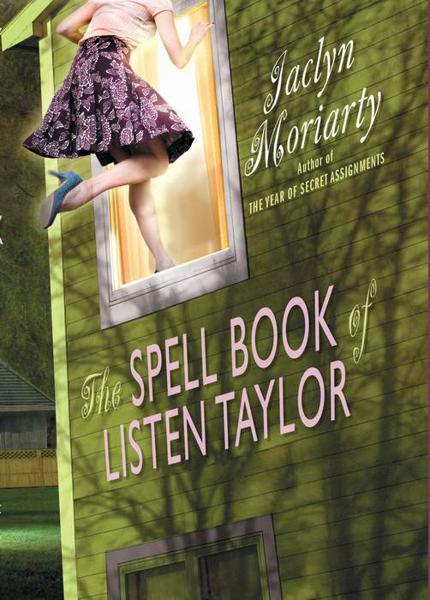 Jaclyn
Moriarty
Author of
THE YEAR OF SECRET ASSIGNMENTS
The SPELL BOOK of
LISTEN TAYLOR